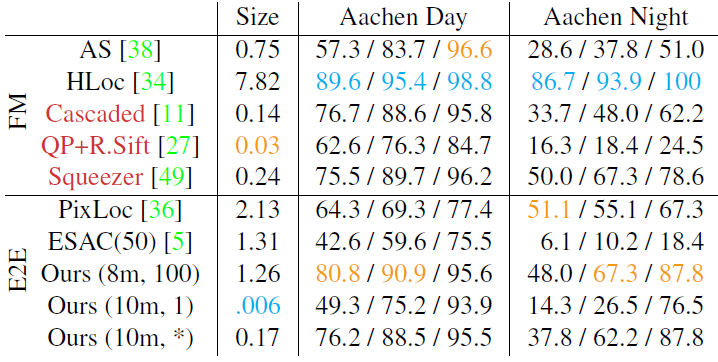 Size Aachen Day Aachen Night
FM
AS [38] 0.75 57.3 / 83.7 / 96.6 28.6 / 37.8 / 51.0
HLoc [34] 7.82 89.6 / 95.4 / 98.8 86.7 / 93.9 / 100
Cascaded [11] 0.14 76.7 / 88.6 / 95.8 33.7 / 48.0 / 62.2
QP+R.Sift [27] 0.03 62.6 / 76.3 / 84.7 16.3 / 18.4 / 24.5
Squeezer [49] 0.24 75.5 / 89.7 / 96.2 50.0 / 67.3 / 78.6
E2E
PixLoc [36] 2.13 64.3 / 69.3 / 77.4 51.1 / 55.1 / 67.3
ESAC(50) [5] 1.31 42.6 / 59.6 / 75.5 6.1 / 10.2 / 18.4
Ours (8m, 100) 1.26 80.8 / 90.9 / 95.6 48.0 / 67.3 / 87.8
Ours (10m, 1) .006 49.3 / 75.2 / 93.9 14.3 / 26.5 / 76.5
Ours (10m, *) 0.17 76.2 / 88.5 / 95.5 37.8 / 62.2 / 87.8